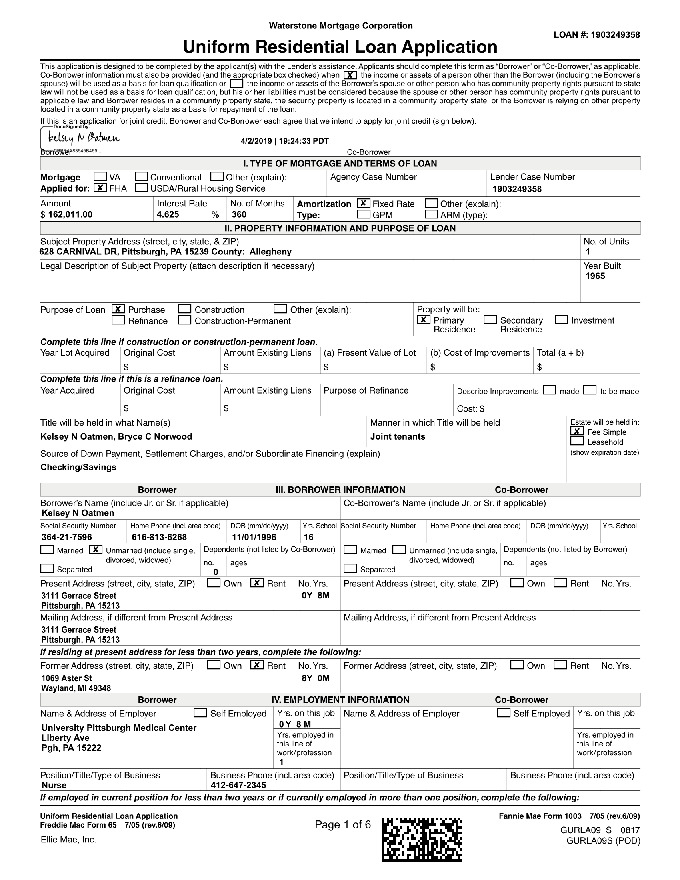 Waterstone Mortgage Corporation
LOAN #: 1903249358
Uniform Residential Loan Application
This application is designed to be completed by the applicant(s) with the Lender's assistance. Applicants should complete this form as "Borrower" or "Co-Borrower," as applicable.
Co-Borrower information must also be provided (and the appropriate box checked) when X the income or assets of a person other than the Borrower (including the Borrower's
spouse) will be used as a basis for loan qualification or the income or assets of the Borrower's spouse or other person who has community property rights pursuant to state
law will not be used as a basis for loan qualification, but his or her liabilities must be considered because the spouse or other person has community property rights pursuant to
applicable law and Borrower resides in a community property state, the security property is located in a community property state, or the Borrower is relying on other property
located in a community property state as a basis for repayment of the loan.
If this is an application for joint credit, Borrower and Co-Borrower each agree that we intend to apply for joint credit (sign below).
DocuSigned by
Kelsey N Oatmen
4/2/2019 | 19:24:33 PDT
Borrower Co-Borrower
I. TYPE OF MORTGAGE AND TERMS OF LOAN
Mortgage VA Conventional Other (explain): Agency Case Number Lender Case Number
Applied for: X FHA USDA/Rural Housing Service 1903249358
Amount Interest Rate No. of Months Amortization X Fixed Rate Other (explain):
$ 162,011.00 4.625 % 360 Type: GPM ARM (type):
II. PROPERTY INFORMATION AND PURPOSE OF LOAN
Subject Property Address (street, city, state, & ZIP) No. of Units
628 CARNIVAL DR, Pittsburgh, PA 15239 County: Allegheny 1
Legal Description of Subject Property (attach description if necessary) Year Built
1965
Purpose of Loan X Purchase Construction Other (explain): Property will be:
Refinance Construction-Permanent X Primary Residence Secondary Residence Investment
Complete this line if construction or construction-permanent loan.
Year Lot Acquired Original Cost Amount Existing Liens (a) Present Value of Lot (b) Cost of Improvements Total (a + b)
$ $ $ $ $
Complete this line if this is a refinance loan.
Year Acquired Original Cost Amount Existing Liens Purpose of Refinance Describe Improvements made to be made
$ $ Cost: $
Title will be held in what Name(s) Manner in which Title will be held Estate will be held in:
Kelsey N Oatmen, Bryce C Norwood Joint tenants X Fee Simple
Leasehold
Source of Down Payment, Settlement Charges, and/or Subordinate Financing (explain) (show expiration date)
Checking/Savings
Borrower III. BORROWER INFORMATION Co-Borrower
Borrower's Name (include Jr. or Sr. if applicable) Co-Borrower's Name (include Jr. or Sr. if applicable)
Kelsey N Oatmen
Social Security Number Home Phone (incl. area code) DOB (mm/dd/yyyy) Yrs. School Social Security Number Home Phone (incl. area code) DOB (mm/dd/yyyy) Yrs. School
364-21-7596 616-813-6268 11/01/1996 16
Married X Unmarried (include single, divorced, widowed) Dependents (not listed by Co-Borrower) Married Unmarried (include single, divorced, widowed) Dependents (not listed by Borrower)
Separated no. 0 ages Separated no. ages
Present Address (street, city, state, ZIP) Own X Rent No. Yrs. Present Address (street, city, state, ZIP) Own Rent No. Yrs.
3111 Gerrace Street 0Y 8M
Pittsburgh, PA 15213
Mailing Address, if different from Present Address Mailing Address, if different from Present Address
3111 Gerrace Street
Pittsburgh, PA 15213
If residing at present address for less than two years, complete the following:
Former Address (street, city, state, ZIP) Own X Rent No. Yrs. Former Address (street, city, state, ZIP) Own Rent No. Yrs.
1069 Aster St 8Y 0M
Wayland, MI 49348
Borrower IV. EMPLOYMENT INFORMATION Co-Borrower
Name & Address of Employer Self Employed Yrs. on this job Name & Address of Employer Self Employed Yrs. on this job
0 Y 8 M
University Pittsburgh Medical Center
Liberty Ave
Pgh, PA 15222
Yrs. employed in this line of work/profession Yrs. employed in this line of work/profession
1
Position/Title/Type of Business Business Phone (incl. area code) Position/Title/Type of Business Business Phone (incl. area code)
Nurse 412-647-2345
If employed in current position for less than two years or if currently employed in more than one position, complete the following:
Uniform Residential Loan Application
Freddie Mac Form 65 7/05 (rev.6/09)
Ellie Mae, Inc.
Page 1 of 6
Fannie Mae Form 1003 7/05 (rev.6/09)
GURLA09 S 0817
GURLA09S (POD)